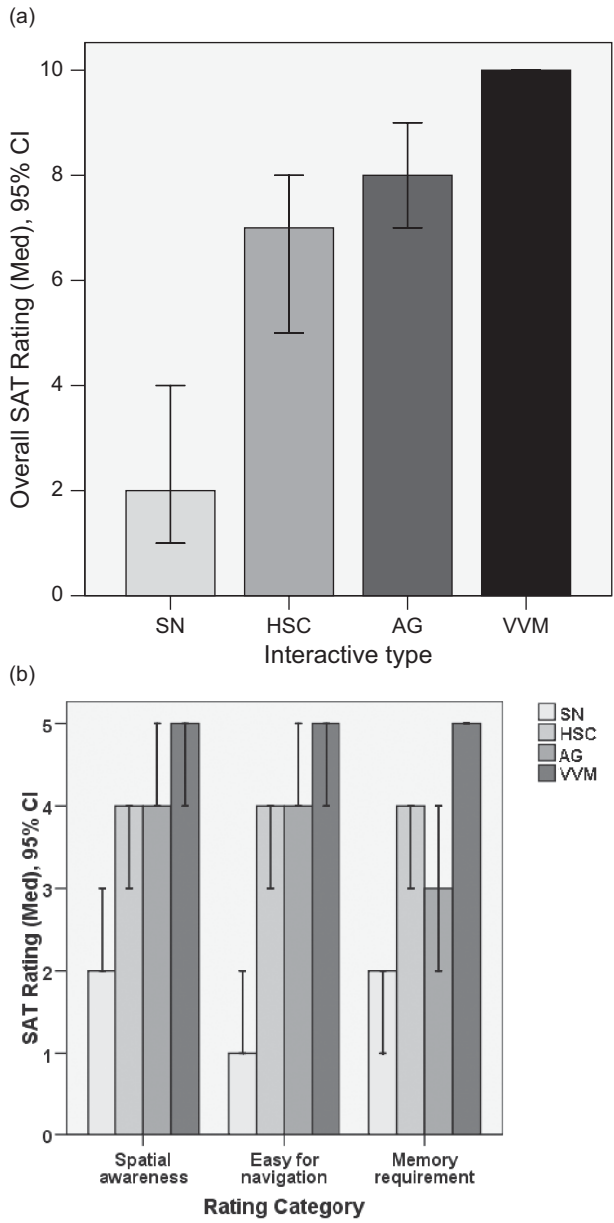 (a)
Overall SAT Rating (Med), 95% CI
10
8
6
4
2
0
SN HSC AG VVM
Interactive type
(b)
SAT Rating (Med), 95% CI
5
4
3
2
1
0
SN
HSC
AG
VVM
Spatial awareness
Easy for navigation
Memory requirement
Rating Category